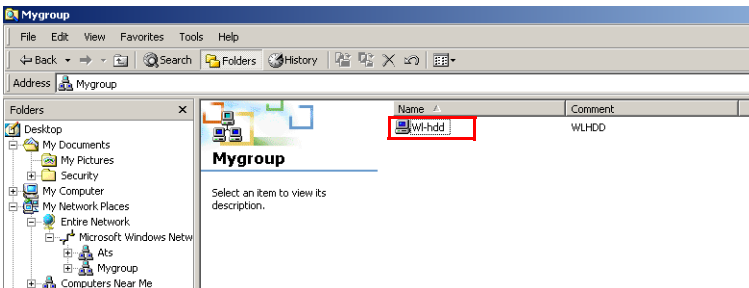 Mygroup
File Edit View Favorites Tools Help
Back Search Folders History
Address Mygroup
Folders x
Desktop
My Documents
My Pictures
Security
My Computer
My Network Places
Entire Network
Microsoft Windows Netw
Ats
Mygroup
Computers Near Me
Mygroup
Select an item to view its
description.
Name Comment
Wl-hdd WLHDD